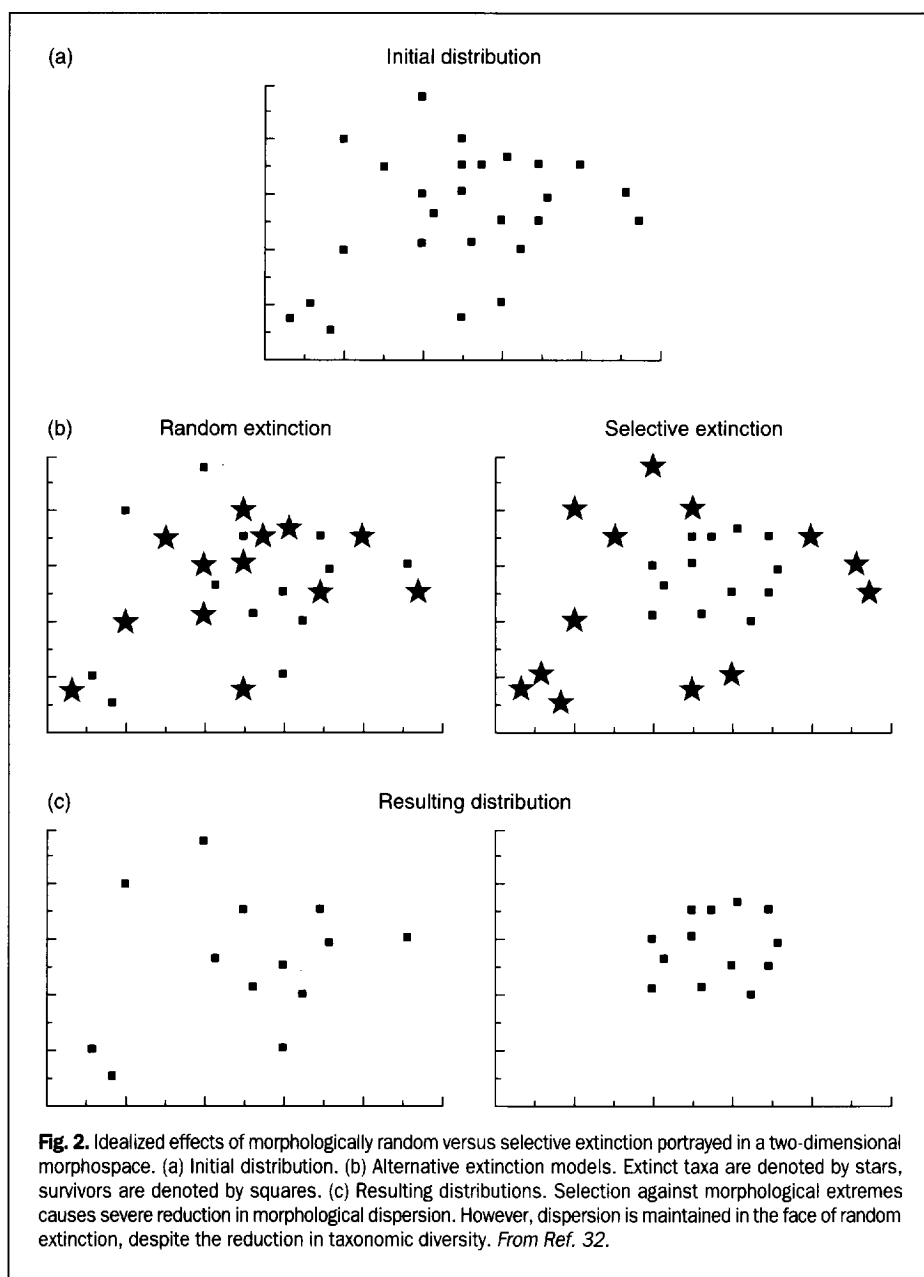 (a)
Initial distribution
(b)
Random extinction
Selective extinction
(c)
Resulting distribution
Fig. 2. Idealized effects of morphologically random versus selective extinction portrayed in a two-dimensional
morphospace. (a) Initial distribution. (b) Alternative extinction models. Extinct taxa are denoted by stars,
survivors are denoted by squares. (c) Resulting distributions. Selection against morphological extremes
causes severe reduction in morphological dispersion. However, dispersion is maintained in the face of random
extinction, despite the reduction in taxonomic diversity. From Ref. 32.